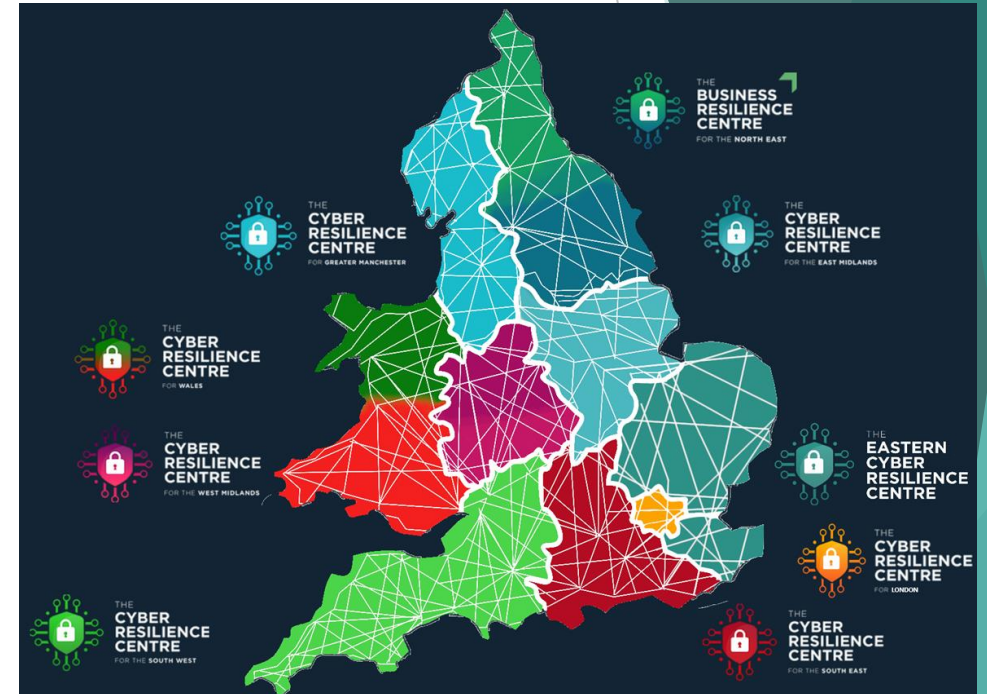 THE
BUSINESS
RESILIENCE
CENTRE
FOR THE NORTH EAST
THE
CYBER
RESILIENCE
CENTRE
FOR GREATER MANCHESTER
THE
CYBER
RESILIENCE
CENTRE
FOR THE EAST MIDLANDS
THE
CYBER
RESILIENCE
CENTRE
FOR WALES
THE
CYBER
RESILIENCE
CENTRE
FOR THE WEST MIDLANDS
THE
EASTERN
CYBER
RESILIENCE
CENTRE
THE
CYBER
RESILIENCE
CENTRE
FOR LONDON
THE
CYBER
RESILIENCE
CENTRE
FOR THE SOUTH WEST
THE
CYBER
RESILIENCE
CENTRE
FOR THE SOUTH EAST